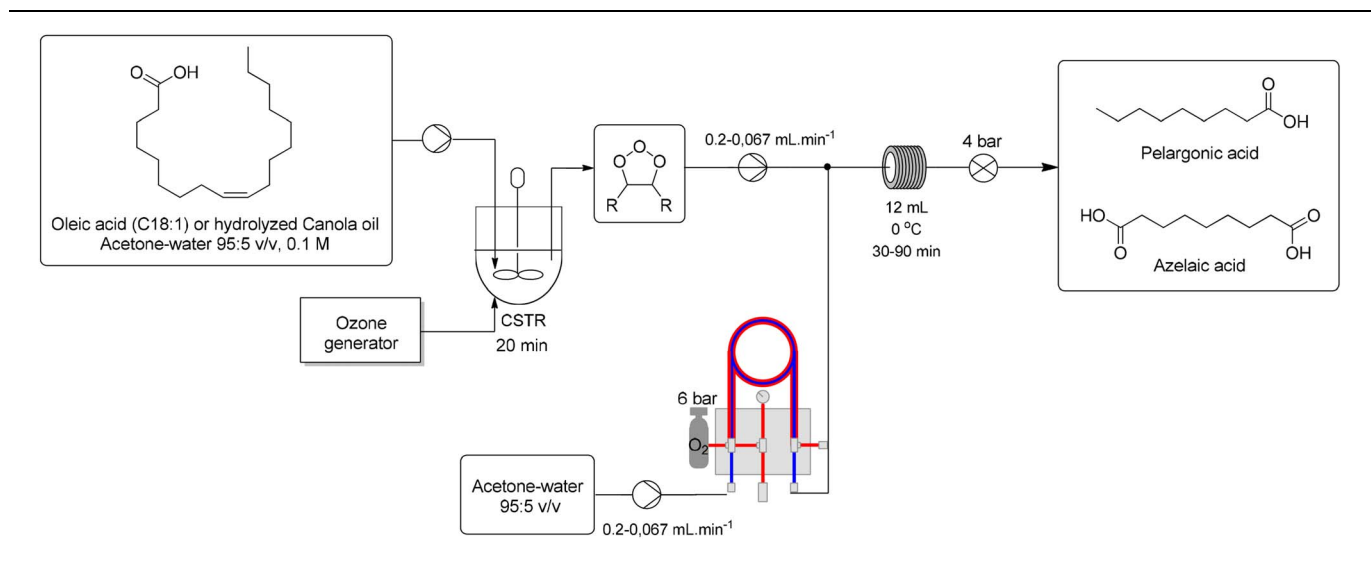 O
OH
Oleic acid (C18:1) or hydrolyzed Canola oil
Acetone-water 95:5 v/v, 0.1 M
Ozone
generator
CSTR
20 min
O
O
O
R
R
0.2-0,067 mL.min-1
12 mL
0 °C
30-90 min
4 bar
O
OH
Pelargonic acid
HO
O
O
OH
Azelaic acid
6 bar
O2
Acetone-water
95:5 v/v
0.2-0,067 mL.min-1